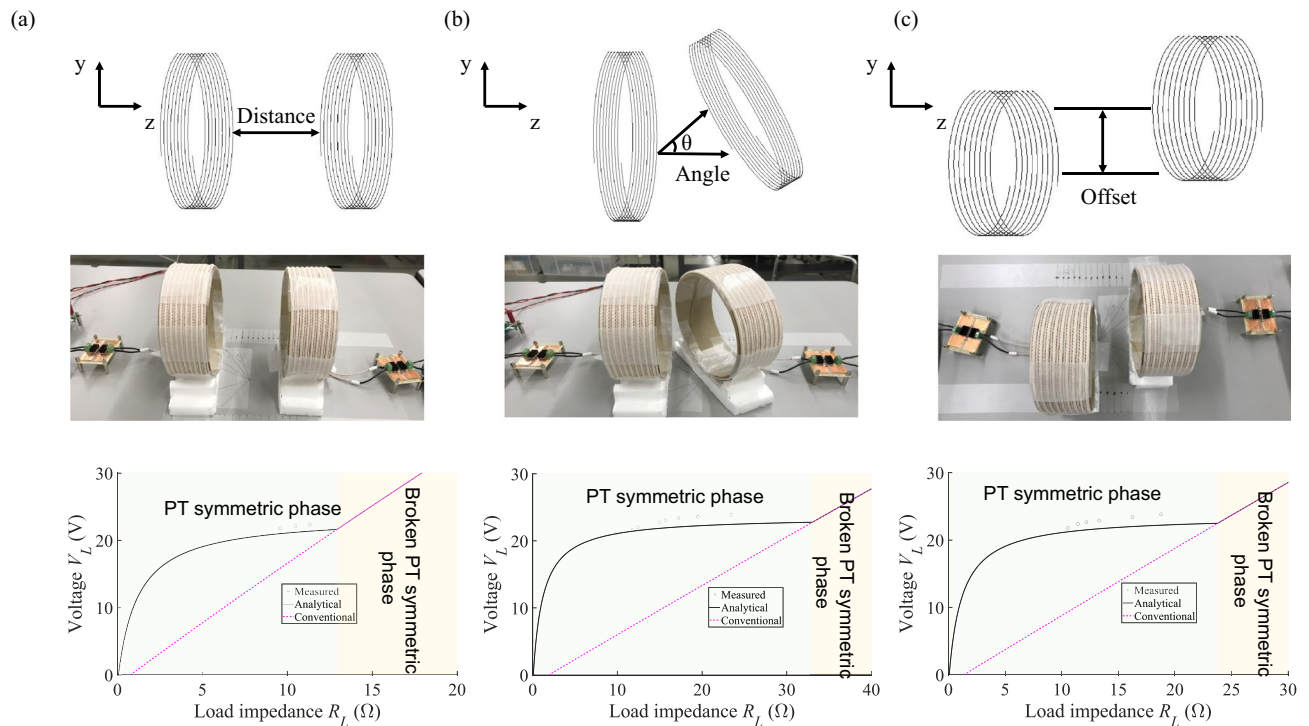 (a)
(b)
(c)
y
z
Distance
y
z
θ
Angle
y
z
Offset
PT symmetric phase
Broken PT symmetric
phase
Voltage V_L (V)
30
20
10
0
Measured
Analytical
Conventional
0 5 10 15 20
Load impedance R_L (Ω)
PT symmetric phase
Broken PT symmetric
phase
Voltage V_L (V)
30
20
10
0
Measured
Analytical
Conventional
0 10 20 30 40
Load impedance R_L (Ω)
PT symmetric phase
Broken PT symmetric
phase
Voltage V_L (V)
30
20
10
0
Measured
Analytical
Conventional
0 5 10 15 20 25 30
Load impedance R_L (Ω)